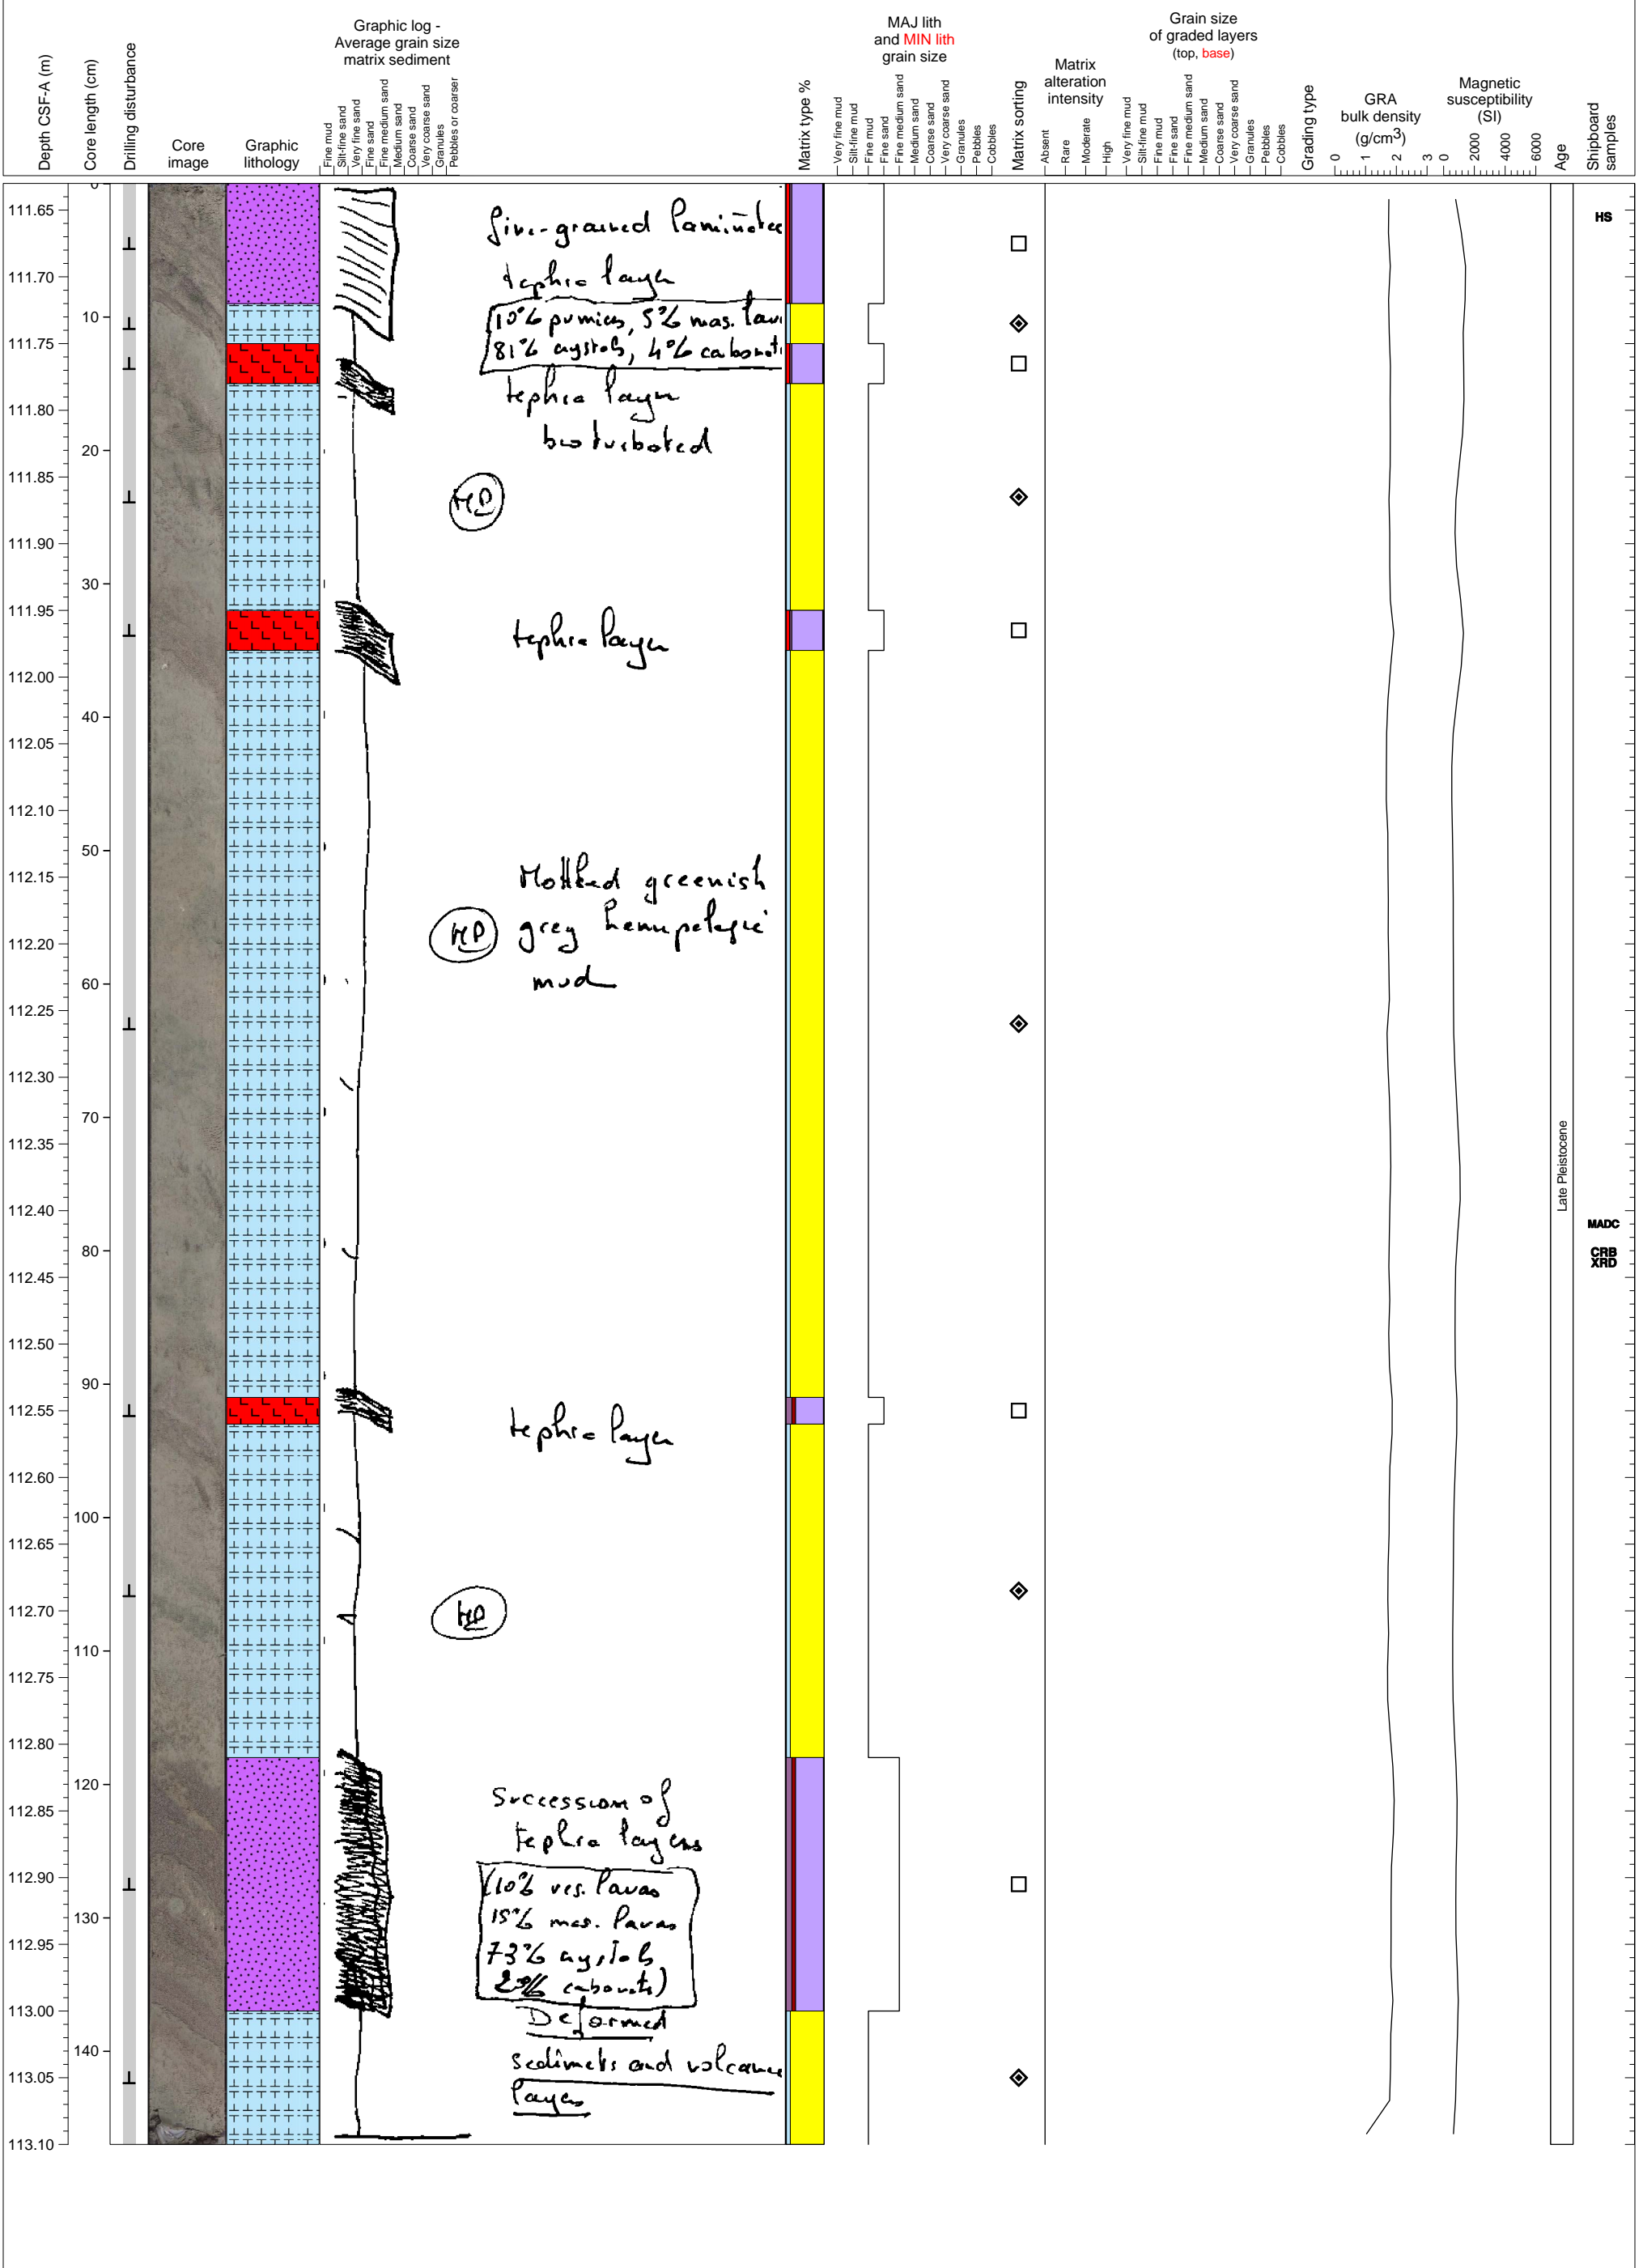 Depth CSF-A (m)
Core length (cm)
Drilling disturbance
Core
image
Graphic
lithology
Graphic log -
Average grain size
matrix sediment
Fine mud
Silt-fine sand
Very fine sand
Fine sand
Fine medium sand
Medium sand
Coarse sand
Very coarse sand
Granules
Pebbles or coarser
Matrix type %
MAJ lith
and MIN lith
grain size
Very fine mud
Silt-fine mud
Fine mud
Fine sand
Fine medium sand
Medium sand
Coarse sand
Very coarse sand
Granules
Pebbles
Cobbles
Matrix sorting
Matrix
alteration
intensity
Absent
Rare
Moderate
High
Grain size
of graded layers
(top, base)
Very fine mud
Silt-fine mud
Fine mud
Fine sand
Fine medium sand
Medium sand
Coarse sand
Very coarse sand
Granules
Pebbles
Cobbles
Grading type
GRA
bulk density
(g/cm3)
0 1 2 3
Magnetic
susceptibility
(SI)
0 2000 4000 6000
Age
Shipboard
samples
111.65
111.70
111.75
111.80
111.85
111.90
111.95
112.00
112.05
112.10
112.15
112.20
112.25
112.30
112.35
112.40
112.45
112.50
112.55
112.60
112.65
112.70
112.75
112.80
112.85
112.90
112.95
113.00
113.05
113.10
0
10
20
30
40
50
60
70
80
90
100
110
120
130
140
fine-grained laminated
tephra layer
10% pumices, 5% mas. lav
81% crystals, 4% carbonat
tephra layer
bioturbated
HP
tephra layer
Mottled greenish
HP grey hemipelagic
mud
tephra layer
HP
Succession of
tephra layers
(10% ves. lavas
15% mas. lavas
73% crystals
2% carbonats)
Deformed
sediments and volcanic
layers
Late Pleistocene
HS
MADC
CRB
XRD